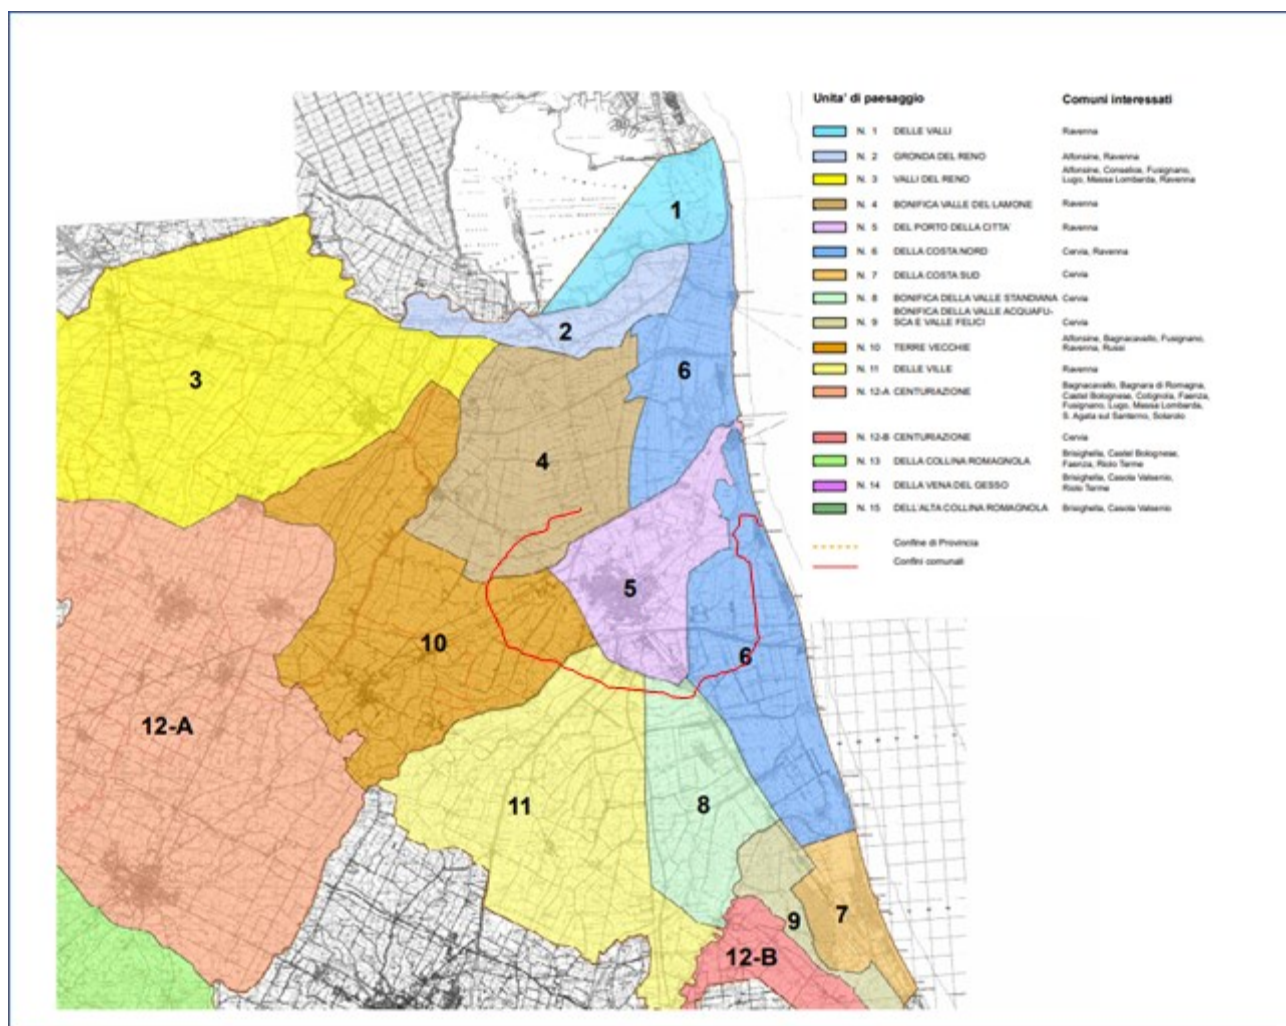 Unita' di paesaggio Comuni interessati
N. 1 DELLE VALLI Ravenna
N. 2 GRONDA DEL RENO Alfonsine, Ravenna
N. 3 VALLI DEL RENO Alfonsine, Conselice, Fusignano,
Lugo, Massa Lombarda, Ravenna
N. 4 BONIFICA VALLE DEL LAMONE Ravenna
N. 5 DEL PORTO DELLA CITTA' Ravenna
N. 6 DELLA COSTA NORD Cervia, Ravenna
N. 7 DELLA COSTA SUD Cervia
N. 8 BONIFICA DELLA VALLE STANDIANA Cervia
BONIFICA DELLA VALLE ACQUAFU-
N. 9 SCA E VALLE FELICI Cervia
N. 10 TERRE VECCHIE Alfonsine, Bagnacavallo, Fusignano,
Ravenna, Russi
N. 11 DELLE VILLE Ravenna
N. 12-A CENTURIAZIONE Bagnacavallo, Bagnara di Romagna,
Castel Bolognese, Cotignola, Faenza,
Fusignano, Lugo, Massa Lombarda,
S. Agata sul Santerno, Solarolo
N. 12-B CENTURIAZIONE Cervia
N. 13 DELLA COLLINA ROMAGNOLA Brisighella, Castel Bolognese,
Faenza, Riolo Terme
N. 14 DELLA VENA DEL GESSO Brisighella, Casola Valsenio,
Riolo Terme
N. 15 DELL'ALTA COLLINA ROMAGNOLA Brisighella, Casola Valsenio
Confine di Provincia
Confini comunali
1
2
3
6
4
5
10
6
12-A
11
8
7
9
12-B